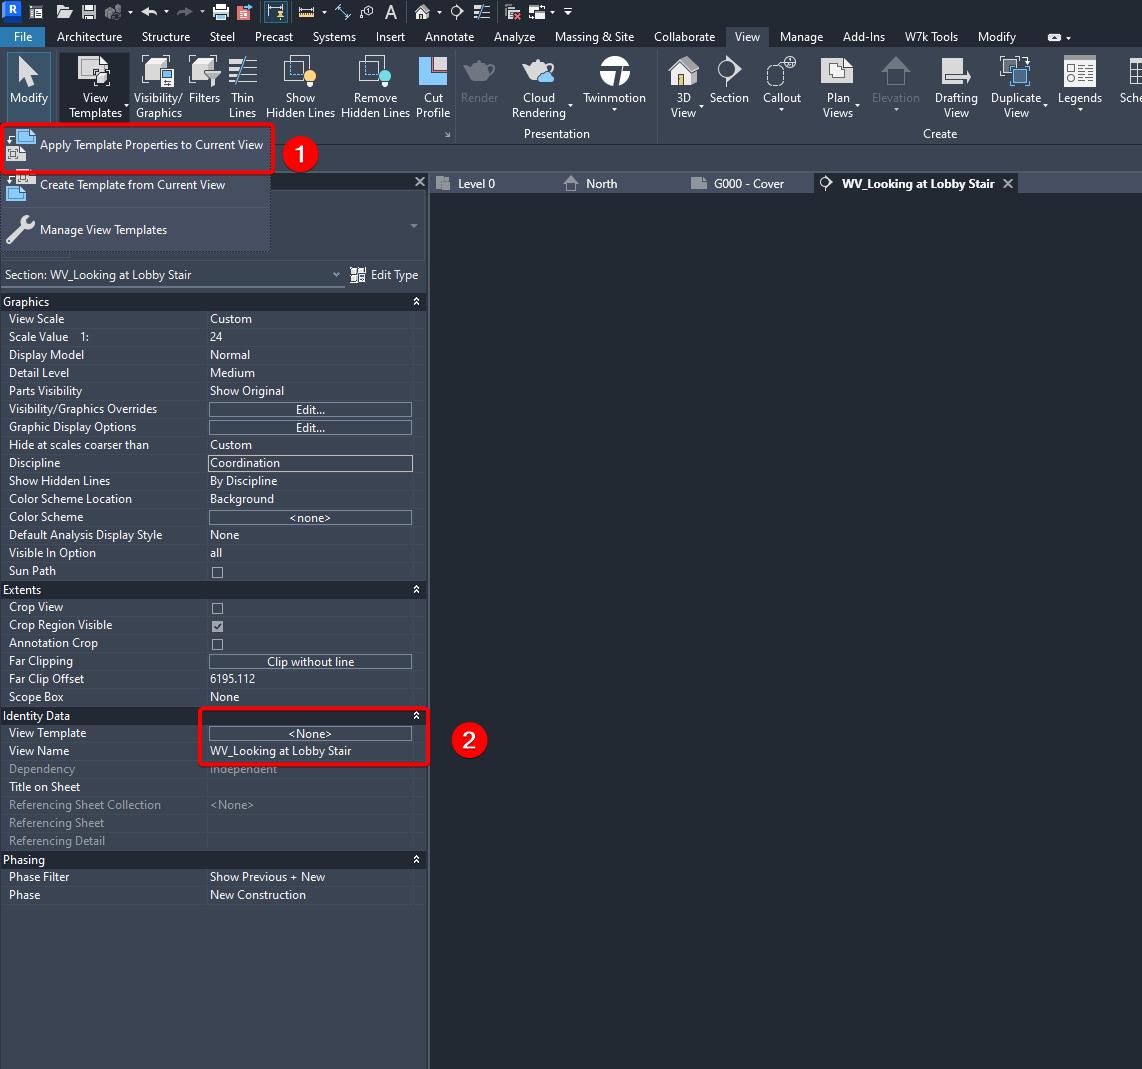 R
A
File Architecture Structure Steel Precast Systems Insert Annotate Analyze Massing & Site Collaborate View Manage Add-Ins W7k Tools Modify
Modify
View Templates
Visibility/ Graphics
Filters
Thin Lines
Show Hidden Lines
Remove Hidden Lines
Cut Profile
Render
Cloud Rendering
Twinmotion
3D View
Section
Callout
Plan Views
Elevation
Drafting View
Duplicate View
Legends
Sche
Presentation
Create
Apply Template Properties to Current View
1
Create Template from Current View
Manage View Templates
Level 0
North
G000 - Cover
WV_Looking at Lobby Stair
Section: WV_Looking at Lobby Stair
Edit Type
Graphics
View Scale Custom
Scale Value 1: 24
Display Model Normal
Detail Level Medium
Parts Visibility Show Original
Visibility/Graphics Overrides Edit...
Graphic Display Options Edit...
Hide at scales coarser than Custom
Discipline Coordination
Show Hidden Lines By Discipline
Color Scheme Location Background
Color Scheme <none>
Default Analysis Display Style None
Visible In Option all
Sun Path
Extents
Crop View
Crop Region Visible
Annotation Crop
Far Clipping Clip without line
Far Clip Offset 6195.112
Scope Box None
Identity Data
View Template <None>
View Name WV_Looking at Lobby Stair
2
Dependency Independent
Title on Sheet
Referencing Sheet Collection <None>
Referencing Sheet
Referencing Detail
Phasing
Phase Filter Show Previous + New
Phase New Construction